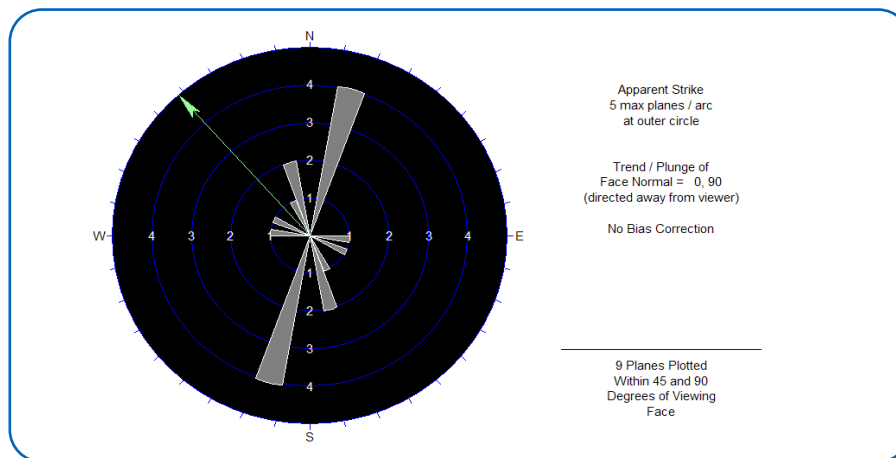 N
4
3
2
1
W 4 3 2 1 1 2 3 4 E
1
2
3
4
S
Apparent Strike
5 max planes / arc
at outer circle
Trend / Plunge of
Face Normal = 0, 90
(directed away from viewer)
No Bias Correction
9 Planes Plotted
Within 45 and 90
Degrees of Viewing
Face